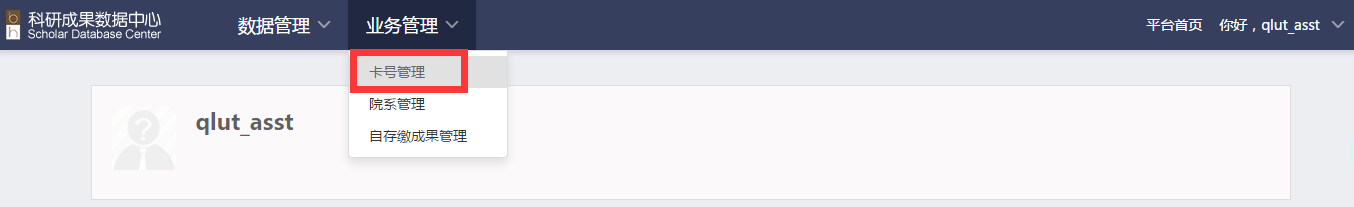 科研成果数据中心
Scholar Database Center
数据管理
业务管理
平台首页
你好，qlut_asst
卡号管理
院系管理
自存缴成果管理
qlut_asst